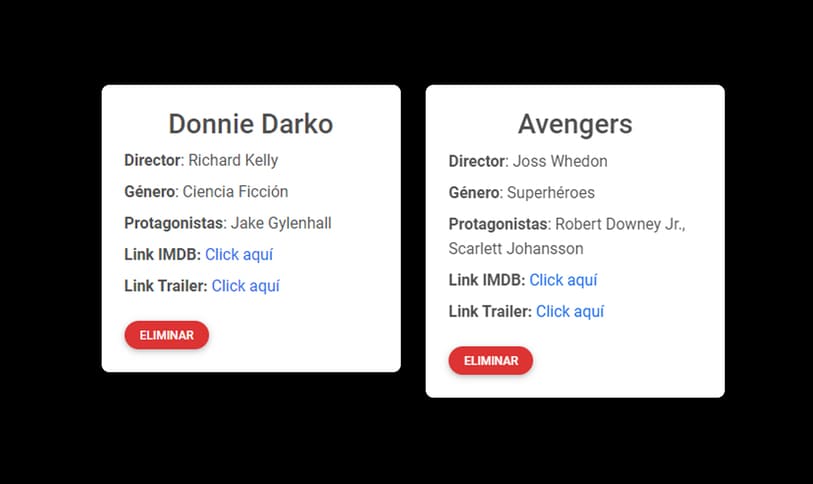 Donnie Darko
Director: Richard Kelly
Género: Ciencia Ficción
Protagonistas: Jake Gylenhall
Link IMDB: Click aquí
Link Trailer: Click aquí
ELIMINAR
Avengers
Director: Joss Whedon
Género: Superhéroes
Protagonistas: Robert Downey Jr.,
Scarlett Johansson
Link IMDB: Click aquí
Link Trailer: Click aquí
ELIMINAR